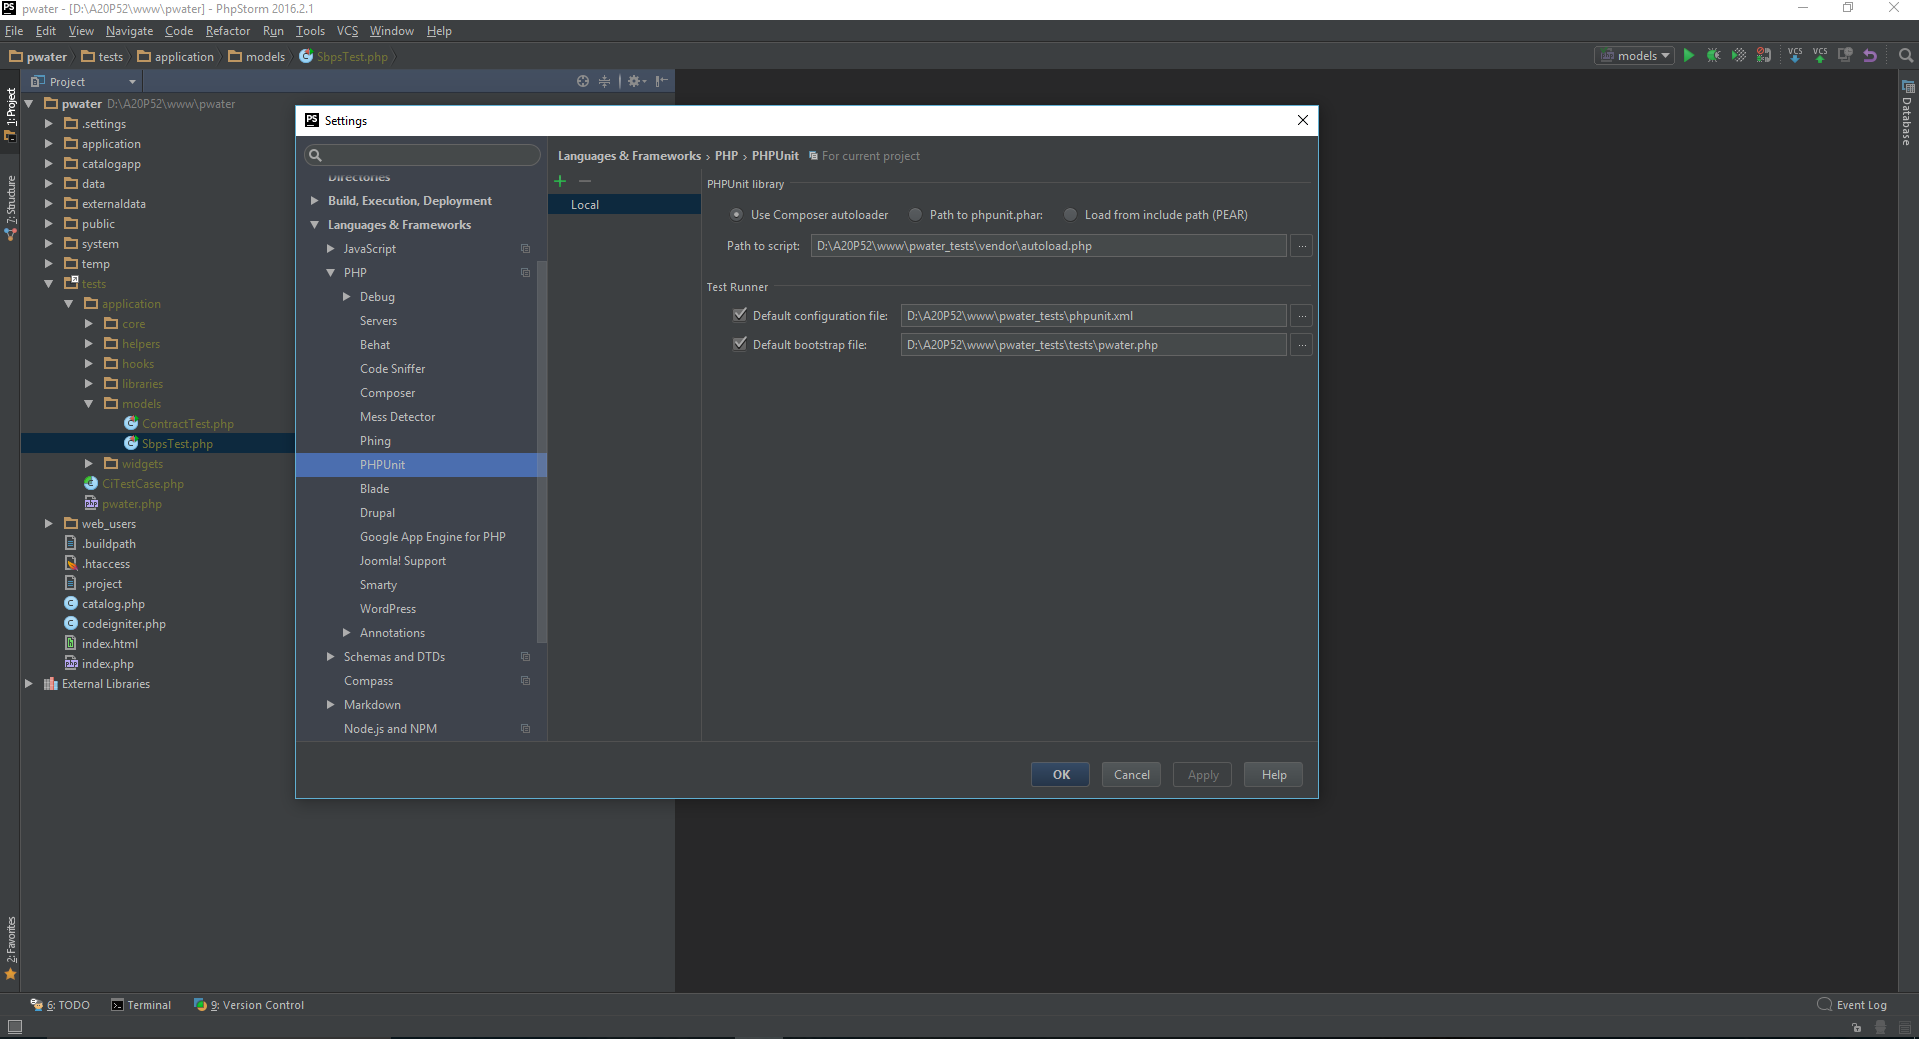 pwater - [D:\A20P52\www\pwater] - PhpStorm 2016.2.1
File Edit View Navigate Code Refactor Run Tools VCS Window Help
pwater tests application models SbpsTest.php
models
VCS VCS
Project
1: Project
7: Structure
2: Favorites
Database
pwater D:\A20P52\www\pwater
.settings
application
catalogapp
data
externaldata
public
system
temp
tests
application
core
helpers
hooks
libraries
models
ContractTest.php
SbpsTest.php
widgets
CiTestCase.php
pwater.php
web_users
.buildpath
.htaccess
.project
catalog.php
codeigniter.php
index.html
index.php
External Libraries
Settings
Directories
Build, Execution, Deployment
Languages & Frameworks
JavaScript
PHP
Debug
Servers
Behat
Code Sniffer
Composer
Mess Detector
Phing
PHPUnit
Blade
Drupal
Google App Engine for PHP
Joomla! Support
Smarty
WordPress
Annotations
Schemas and DTDs
Compass
Markdown
Node.js and NPM
Languages & Frameworks › PHP › PHPUnit For current project
Local
PHPUnit library
Use Composer autoloader Path to phpunit.phar: Load from include path (PEAR)
Path to script: D:\A20P52\www\pwater_tests\vendor\autoload.php ...
Test Runner
Default configuration file: D:\A20P52\www\pwater_tests\phpunit.xml ...
Default bootstrap file: D:\A20P52\www\pwater_tests\tests\pwater.php ...
OK Cancel Apply Help
6: TODO Terminal 9: Version Control Event Log